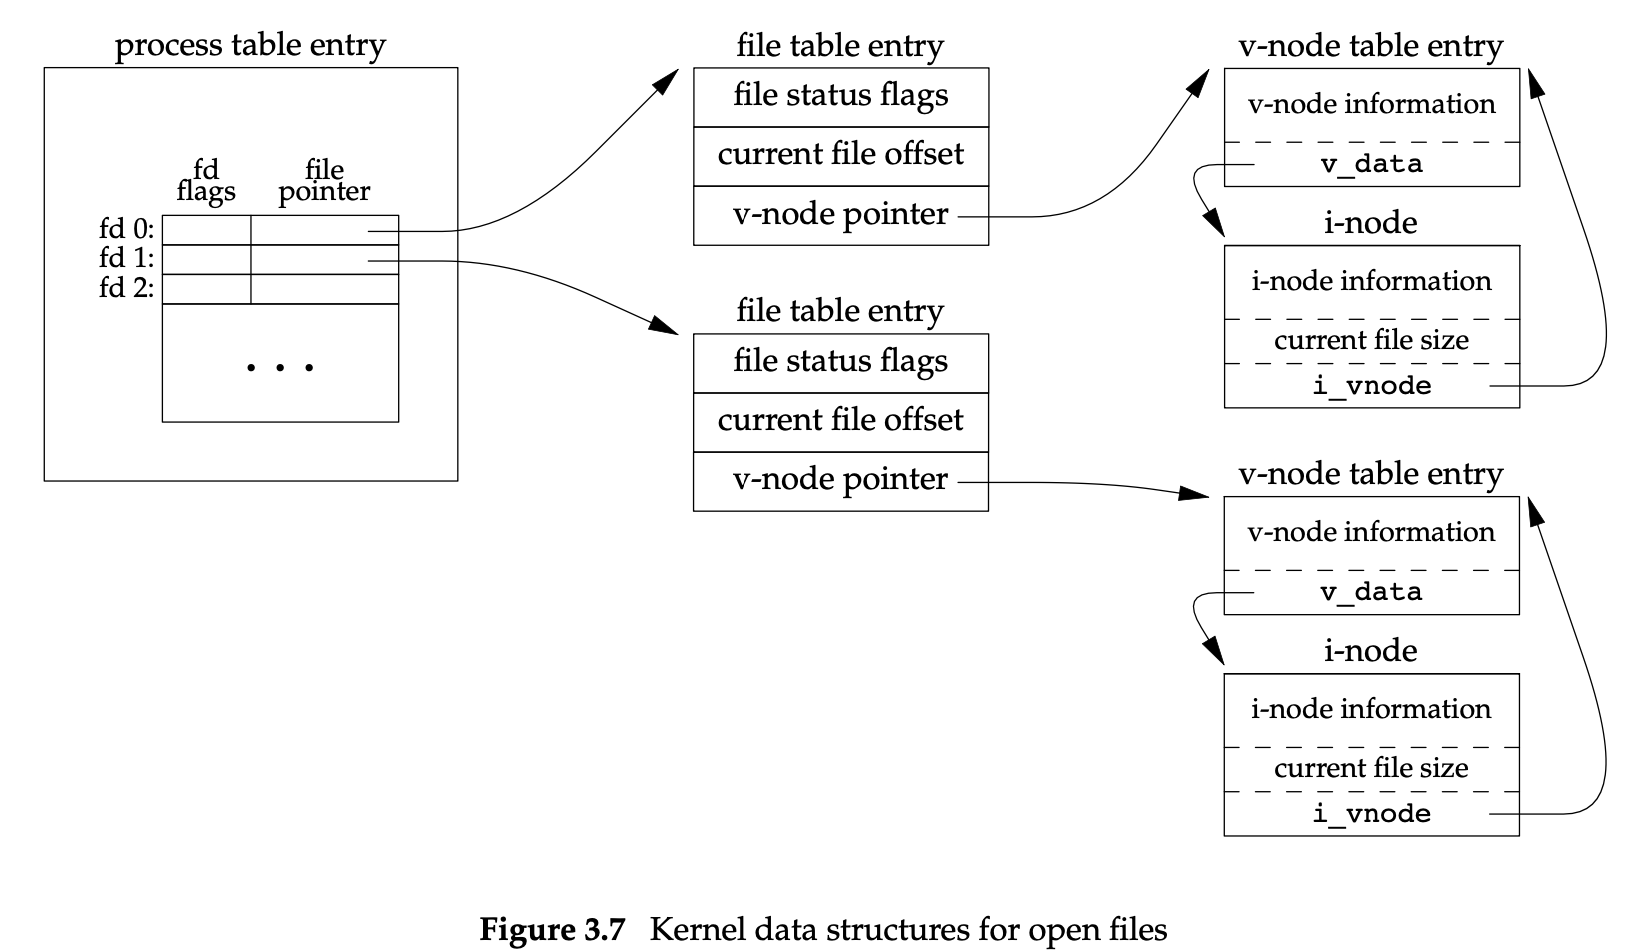 process table entry
fd
flags
file
pointer
fd 0:
fd 1:
fd 2:
. . .
file table entry
file status flags
current file offset
v-node pointer
file table entry
file status flags
current file offset
v-node pointer
v-node table entry
v-node information
v_data
i-node
i-node information
current file size
i_vnode
v-node table entry
v-node information
v_data
i-node
i-node information
current file size
i_vnode
Figure 3.7 Kernel data structures for open files